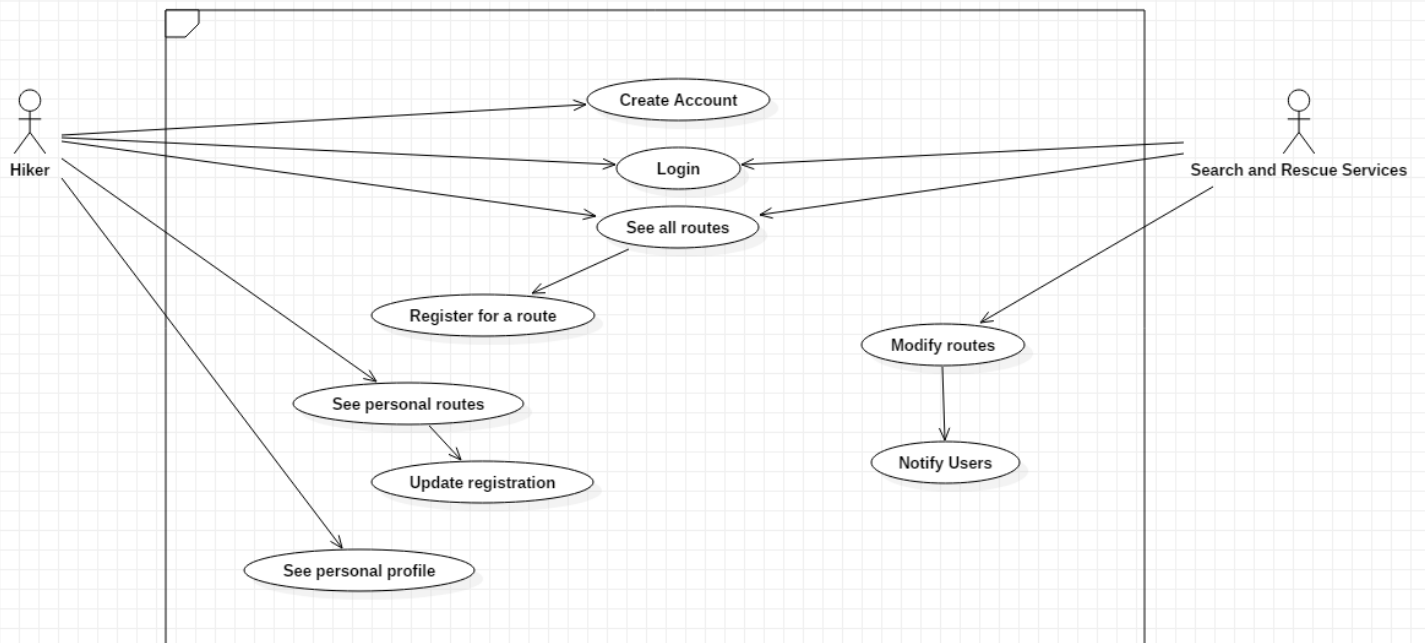 Create Account
Hiker
Login
Search and Rescue Services
See all routes
Register for a route
Modify routes
See personal routes
Notify Users
Update registration
See personal profile